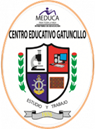 MEDUCA
CENTRO EDUCATIVO GATUNCILLO
ESTUDIO Y TRABAJO